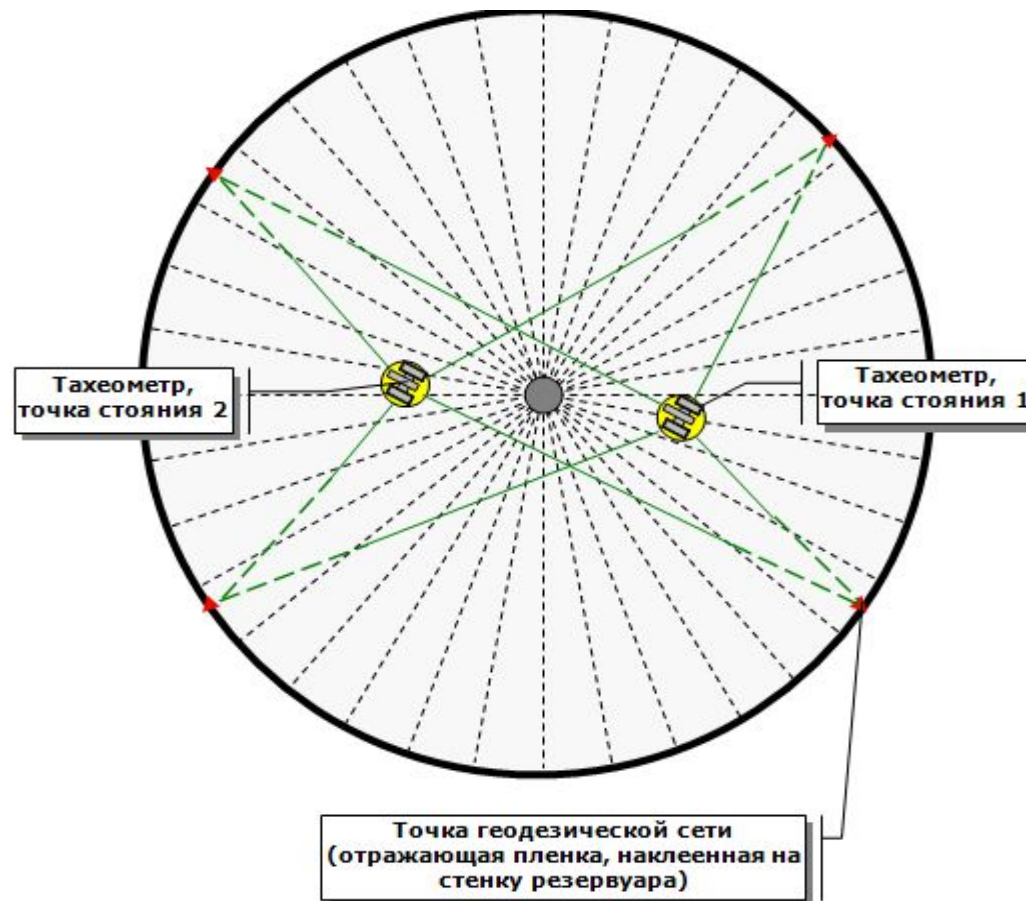 Тахеометр,
точка стояния 2
Тахеометр,
точка стояния 1
Точка геодезической сети
(отражающая пленка, наклеенная на
стенку резервуара)